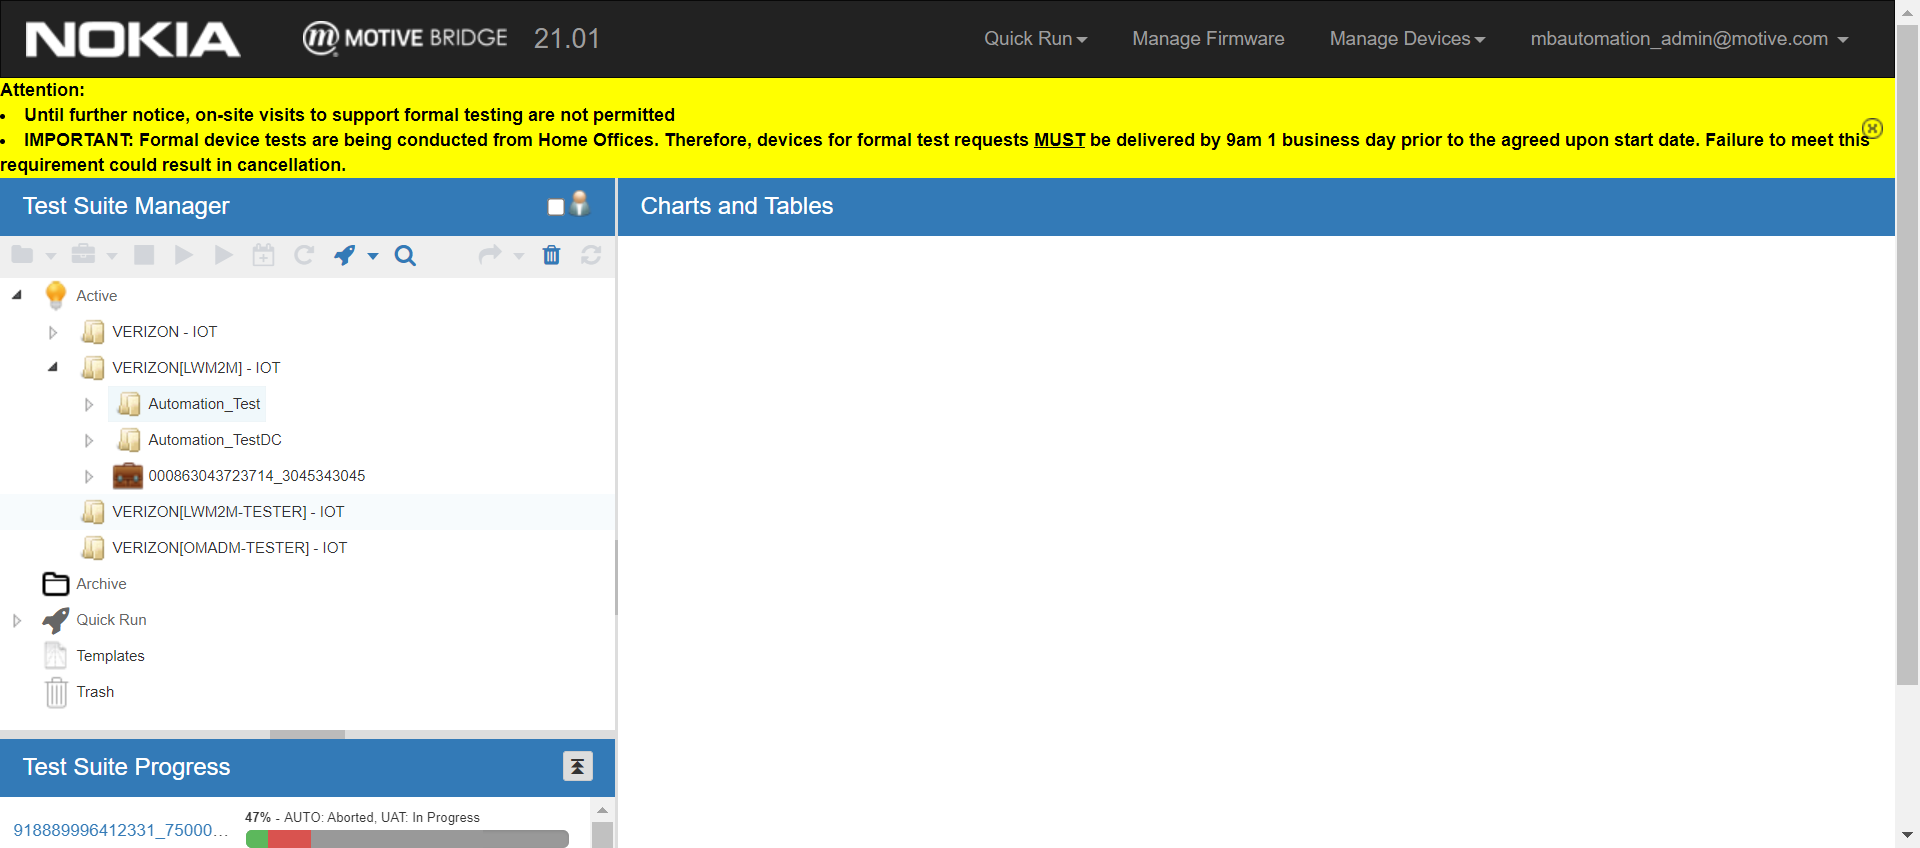 NOKIA MOTIVE BRIDGE 21.01 Quick Run Manage Firmware Manage Devices mbautomation_admin@motive.com
Attention:
• Until further notice, on-site visits to support formal testing are not permitted
• IMPORTANT: Formal device tests are being conducted from Home Offices. Therefore, devices for formal test requests MUST be delivered by 9am 1 business day prior to the agreed upon start date. Failure to meet this
requirement could result in cancellation.
Test Suite Manager
Charts and Tables
Active
VERIZON - IOT
VERIZON[LWM2M] - IOT
Automation_Test
Automation_TestDC
000863043723714_3045343045
VERIZON[LWM2M-TESTER] - IOT
VERIZON[OMADM-TESTER] - IOT
Archive
Quick Run
Templates
Trash
Test Suite Progress
47% - AUTO: Aborted, UAT: In Progress
918889996412331_75000...